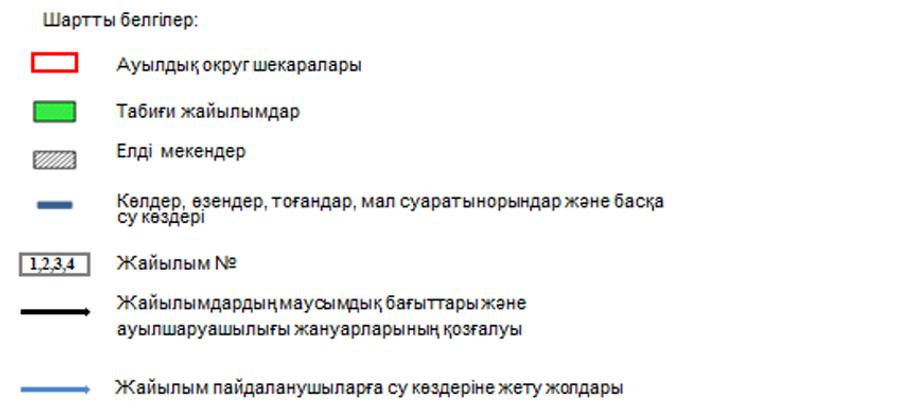 Шартты белгілер:
Ауылдық округ шекаралары
Табиғи жайылымдар
Елді мекендер
Көлдер, өзендер, тоғандар, мал суаратынорындар және басқа
су көздері
1,2,3,4 Жайылым №
Жайылымдардың маусымдық бағыттары және
ауылшаруашылығы жануарларының қозғалуы
Жайылым пайдаланушыларға су көздеріне жету жолдары